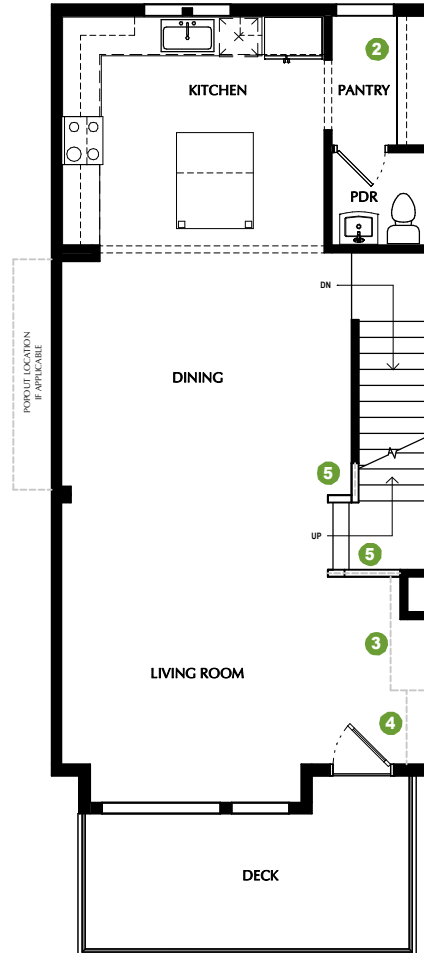 2
KITCHEN
PANTRY
PDR
DN
POPOUT LOCATION
IF APPLICABLE
DINING
5
UP
5
3
LIVING ROOM
4
DECK